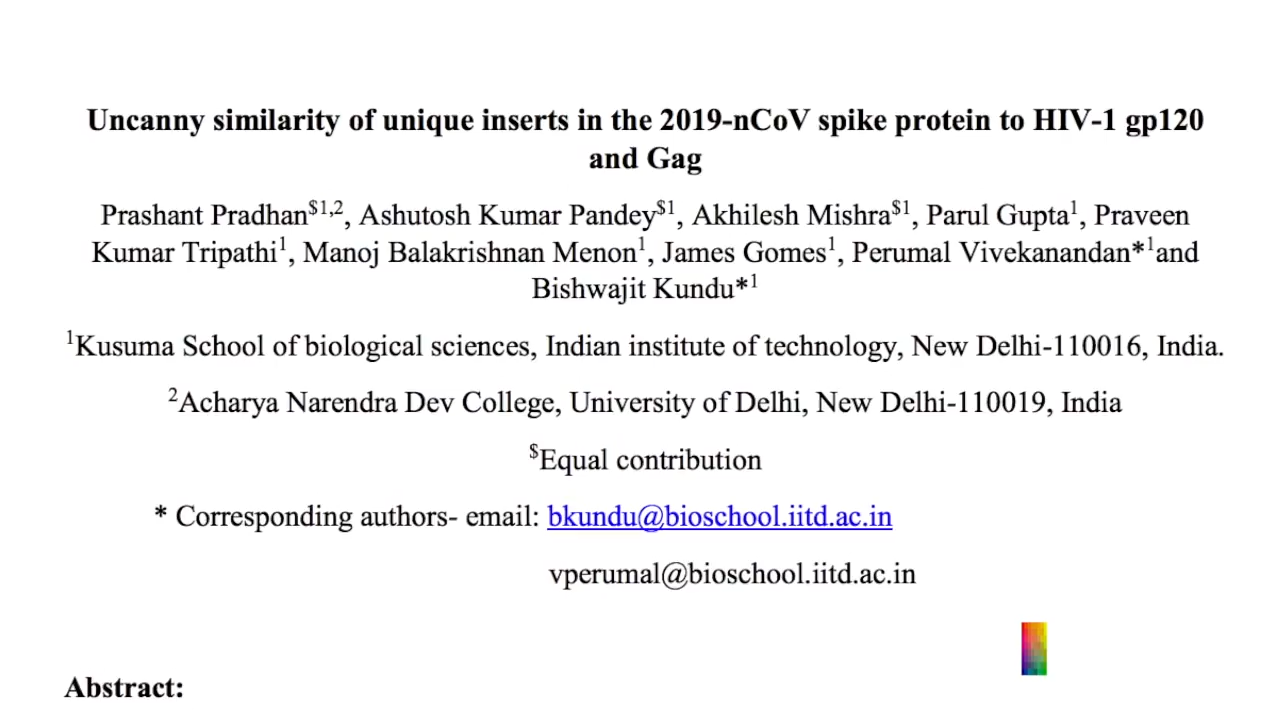 Uncanny similarity of unique inserts in the 2019-nCoV spike protein to HIV-1 gp120
and Gag
Prashant Pradhan$1,2, Ashutosh Kumar Pandey$1, Akhilesh Mishra$1, Parul Gupta1, Praveen
Kumar Tripathi1, Manoj Balakrishnan Menon1, James Gomes1, Perumal Vivekanandan*1and
Bishwajit Kundu*1
1Kusuma School of biological sciences, Indian institute of technology, New Delhi-110016, India.
2Acharya Narendra Dev College, University of Delhi, New Delhi-110019, India
$Equal contribution
* Corresponding authors- email: bkundu@bioschool.iitd.ac.in
vperumal@bioschool.iitd.ac.in
Abstract: